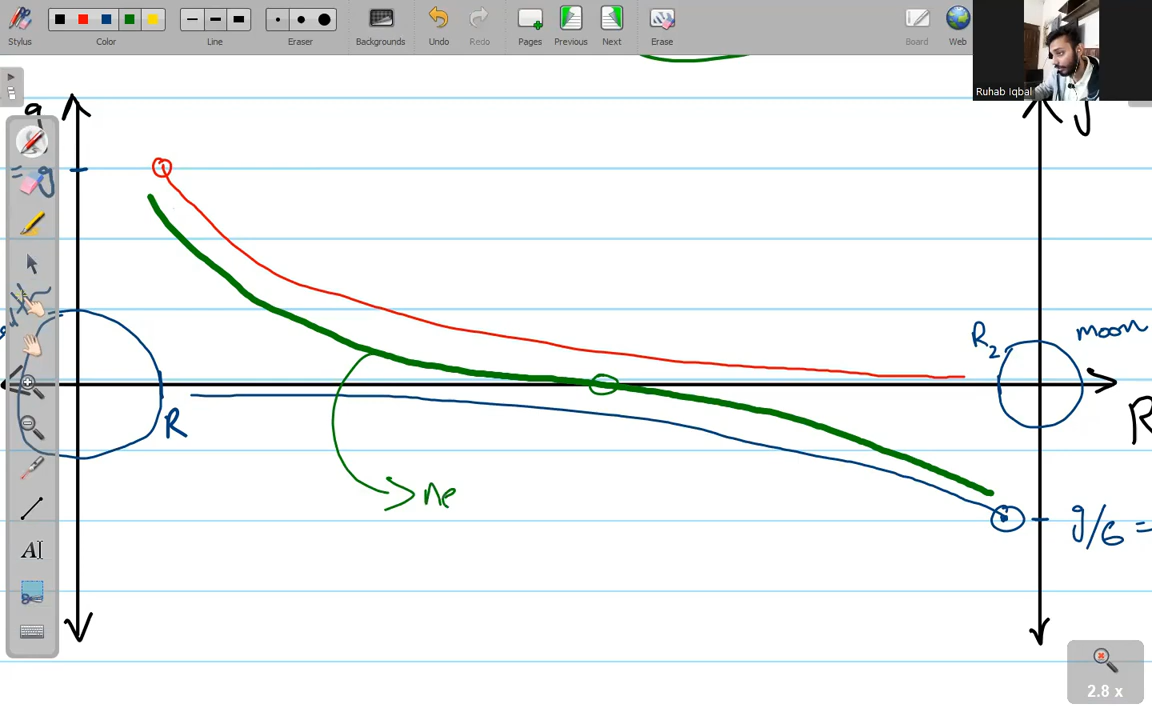 Stylus
Color
Line
Eraser
Backgrounds
Undo
Redo
Pages
Previous
Next
Erase
Board
Web
Ruhab Iqbal
g
= g
R2
moon
R
R
ne
g/6 =
2.8 x